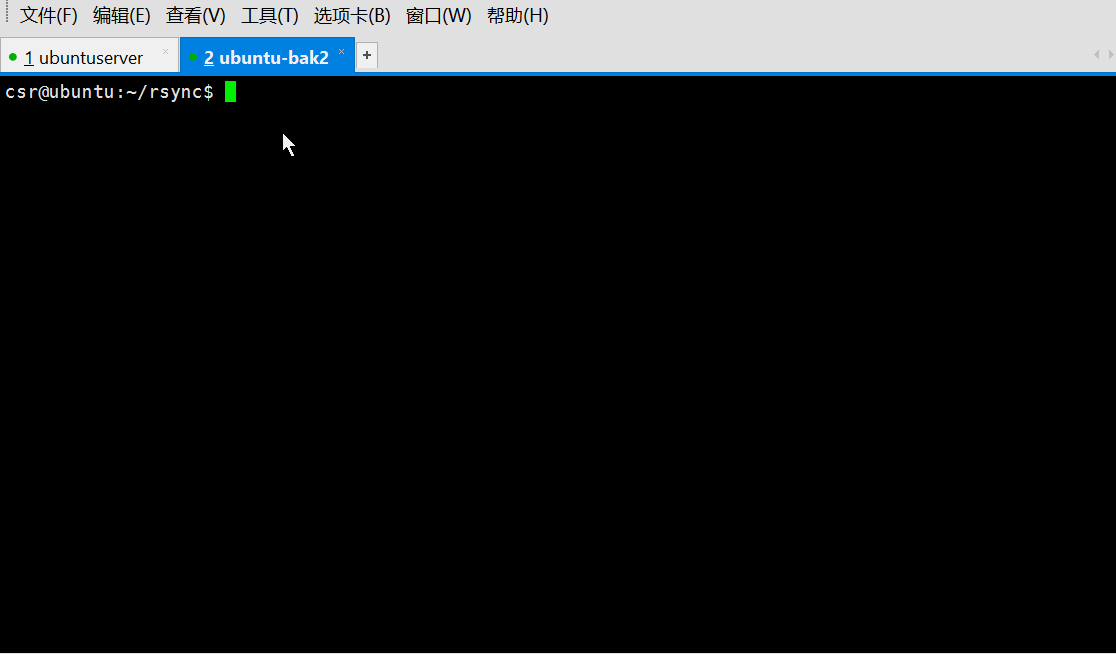 文件(F) 编辑(E) 查看(V) 工具(T) 选项卡(B) 窗口(W) 帮助(H)
1 ubuntuserver × 2 ubuntu-bak2 × +
csr@ubuntu:~/rsync$